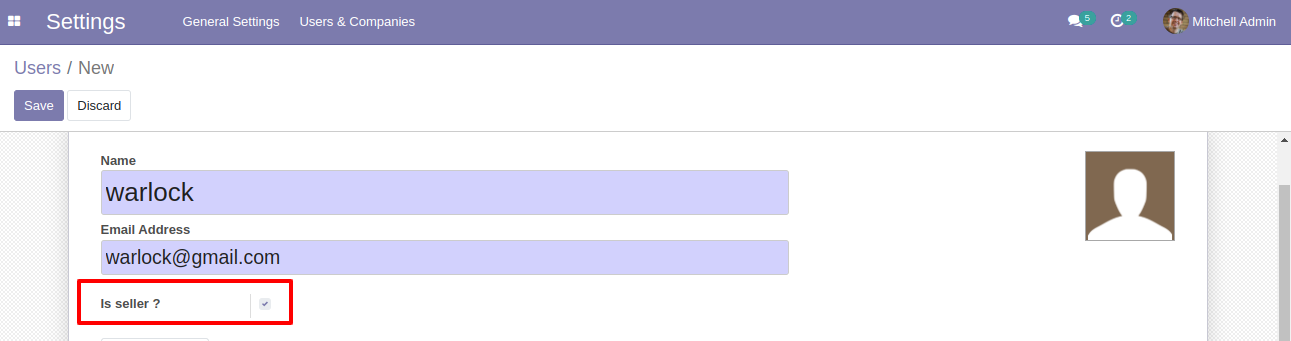 Settings General Settings Users & Companies 5 2 Mitchell Admin
Users / New
Save Discard
Name
warlock
Email Address
warlock@gmail.com
Is seller ?